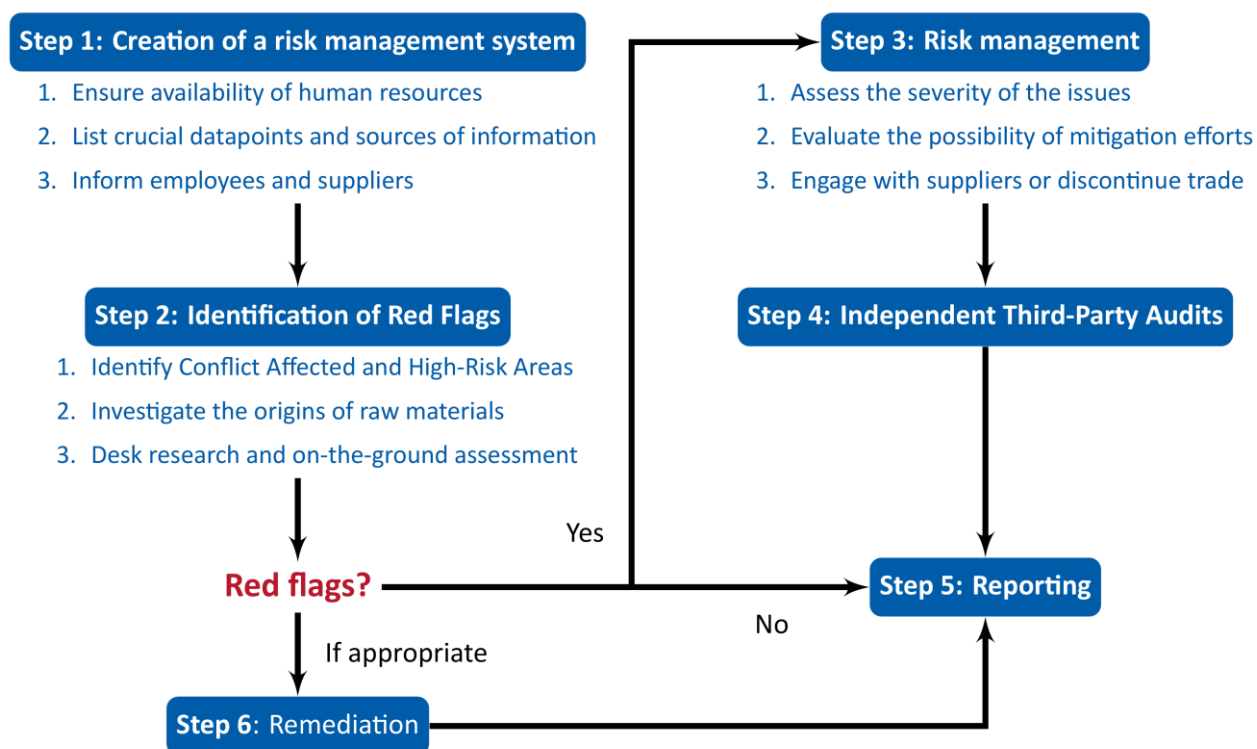 Step 1: Creation of a risk management system
1. Ensure availability of human resources
2. List crucial datapoints and sources of information
3. Inform employees and suppliers
Step 2: Identification of Red Flags
1. Identify Conflict Affected and High-Risk Areas
2. Investigate the origins of raw materials
3. Desk research and on-the-ground assessment
Red flags?
Yes
No
If appropriate
Step 3: Risk management
1. Assess the severity of the issues
2. Evaluate the possibility of mitigation efforts
3. Engage with suppliers or discontinue trade
Step 4: Independent Third-Party Audits
Step 5: Reporting
Step 6: Remediation